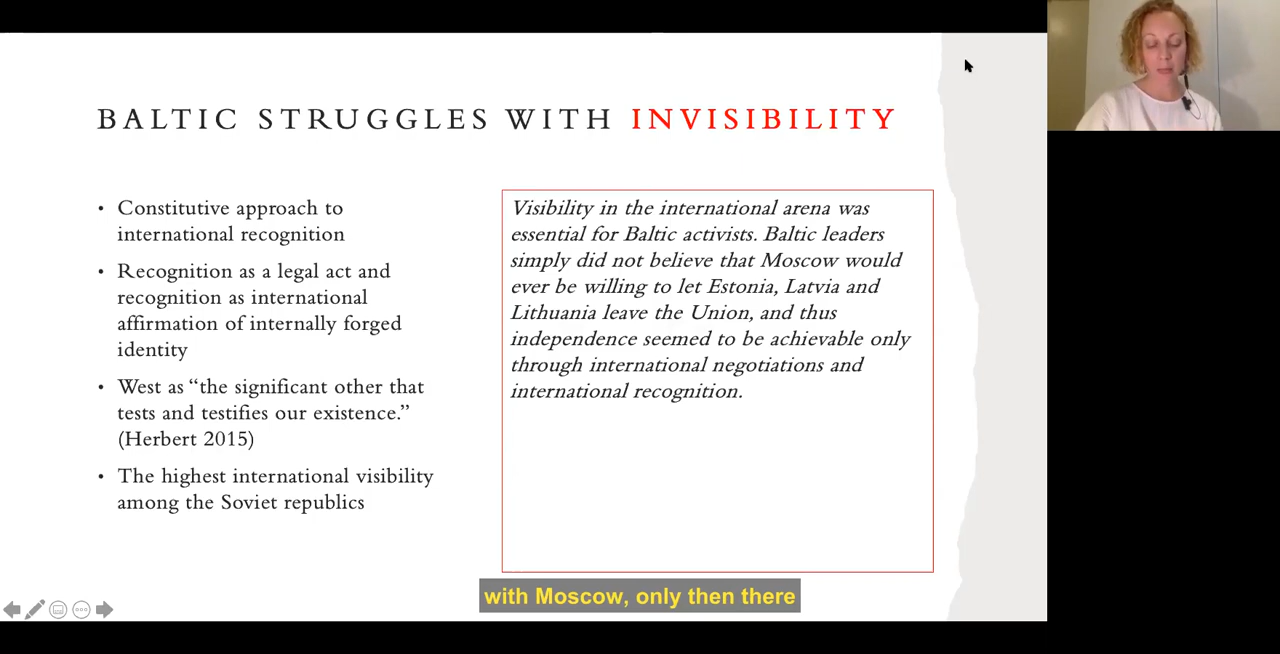 BALTIC STRUGGLES WITH INVISIBILITY
• Constitutive approach to
international recognition
• Recognition as a legal act and
recognition as international
affirmation of internally forged
identity
• West as “the significant other that
tests and testifies our existence.”
(Herbert 2015)
• The highest international visibility
among the Soviet republics
Visibility in the international arena was
essential for Baltic activists. Baltic leaders
simply did not believe that Moscow would
ever be willing to let Estonia, Latvia and
Lithuania leave the Union, and thus
independence seemed to be achievable only
through international negotiations and
international recognition.
with Moscow, only then there